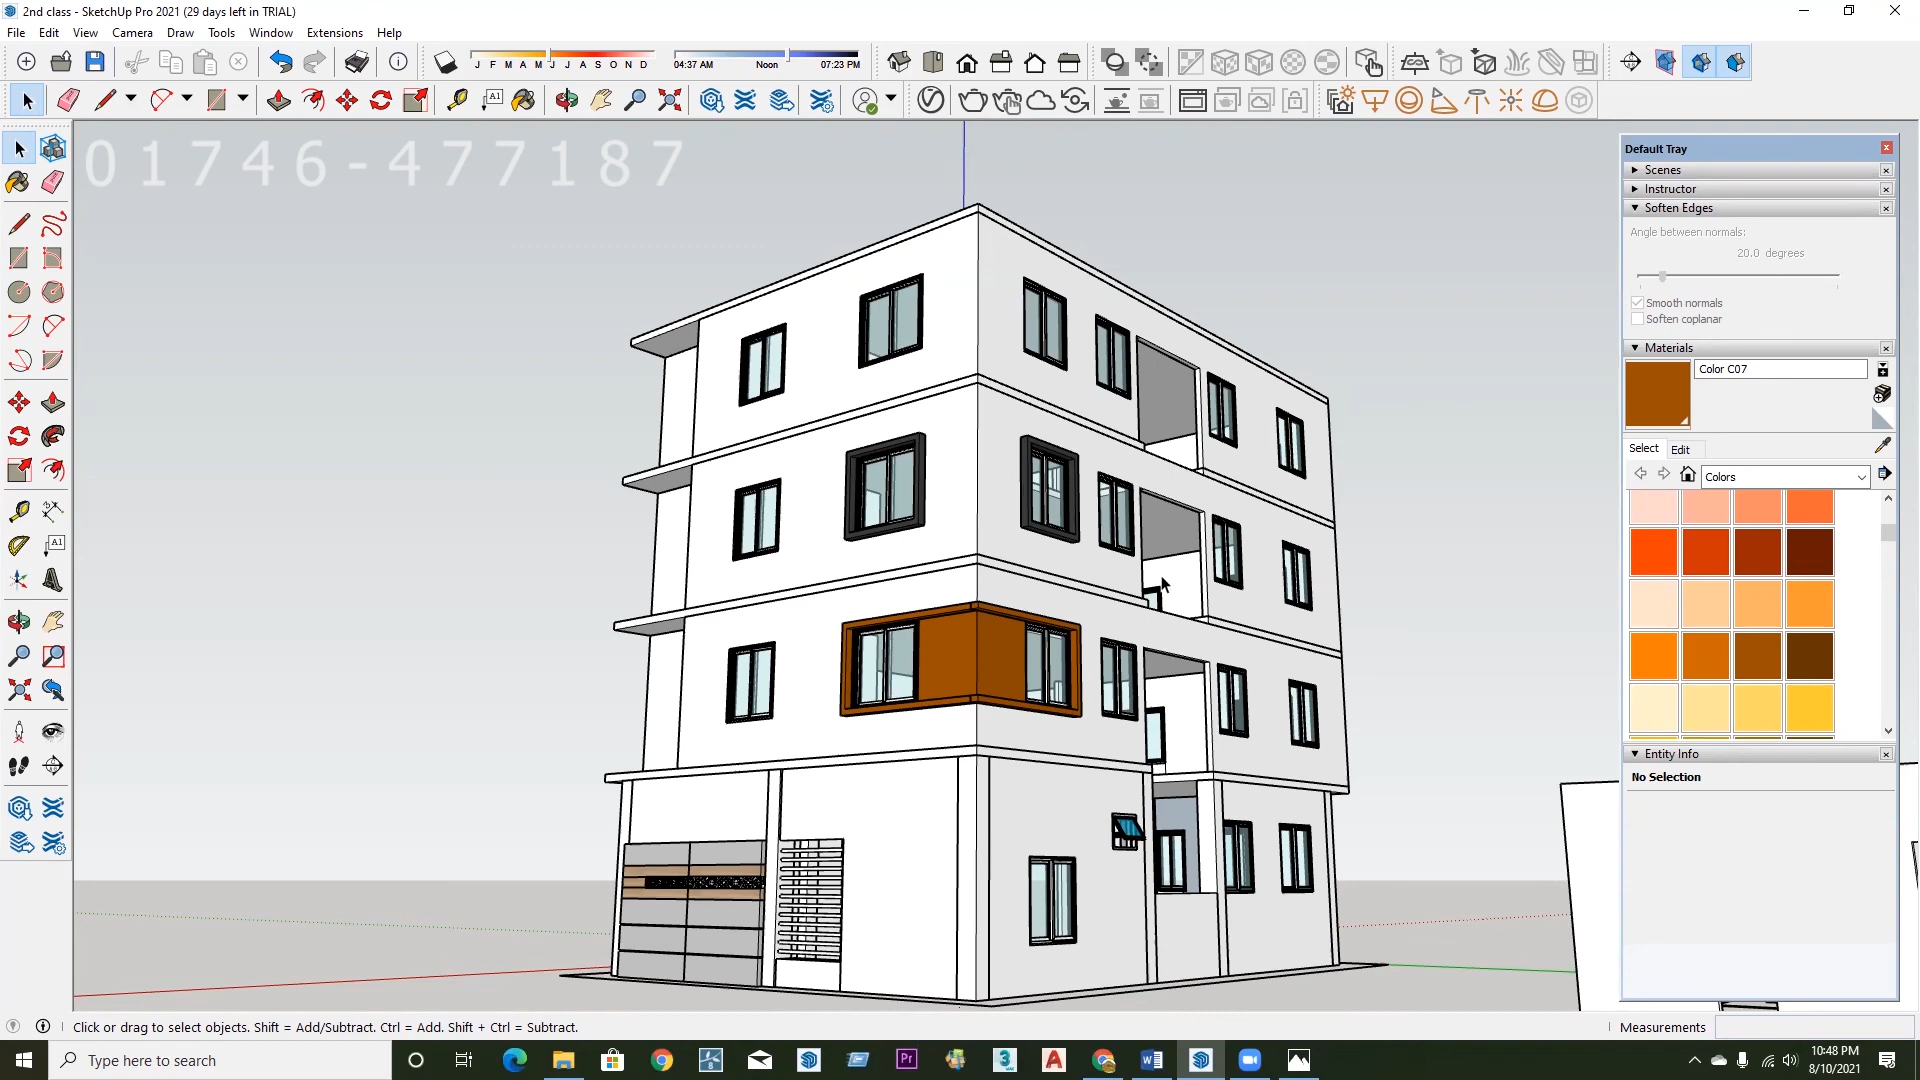 2nd class - SketchUp Pro 2021 (29 days left in TRIAL)
File Edit View Camera Draw Tools Window Extensions Help
J F M A M J J A S O N D
04:37 AM Noon 07:23 PM
A1
01746-477187
A1
Default Tray
Scenes
Instructor
Soften Edges
Angle between normals:
20.0 degrees
Smooth normals
Soften coplanar
Materials
Color C07
Select Edit
Colors
Entity Info
No Selection
Click or drag to select objects. Shift = Add/Subtract. Ctrl = Add. Shift + Ctrl = Subtract.
Measurements
Type here to search
Pr
3
A
W
10:48 PM
8/10/2021